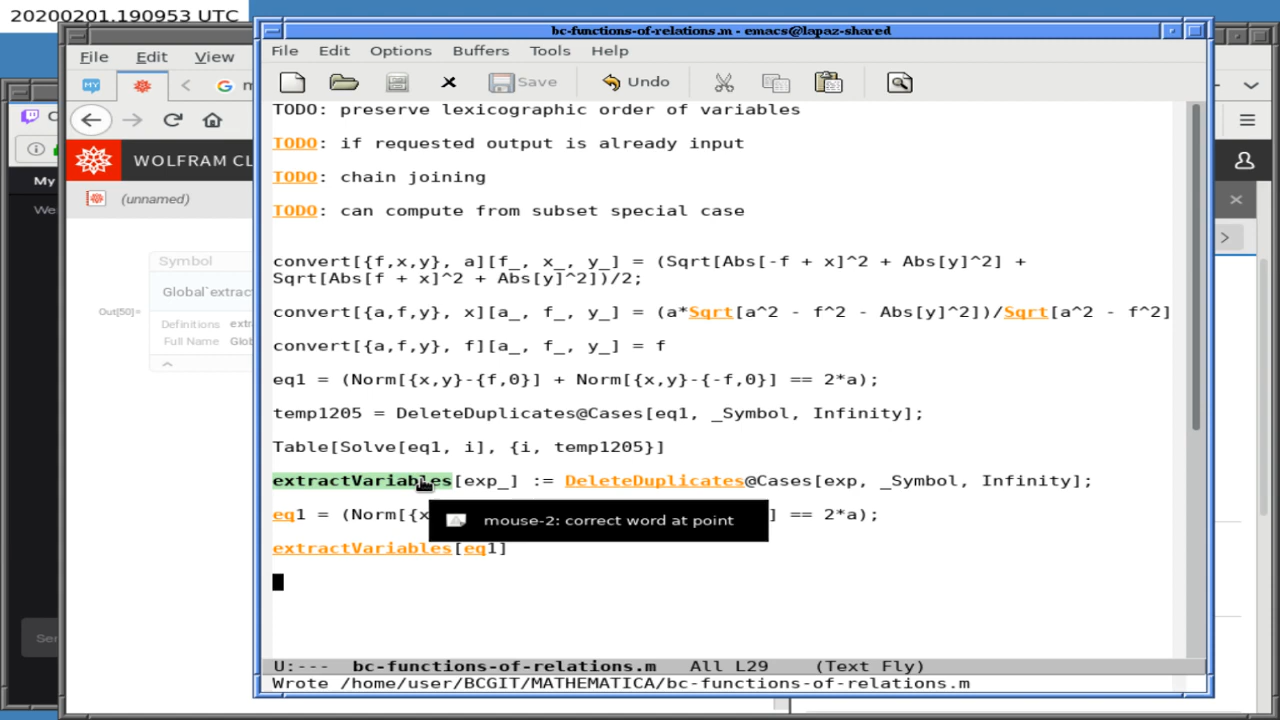 20200201.190953 UTC
bc-functions-of-relations.m - emacs@lapaz-shared
File Edit Options Buffers Tools Help
Save Undo
TODO: preserve lexicographic order of variables
TODO: if requested output is already input
TODO: chain joining
TODO: can compute from subset special case
convert[{f,x,y}, a][f_, x_, y_] = (Sqrt[Abs[-f + x]^2 + Abs[y]^2] +
Sqrt[Abs[f + x]^2 + Abs[y]^2])/2;
convert[{a,f,y}, x][a_, f_, y_] = (a*Sqrt[a^2 - f^2 - Abs[y]^2])/Sqrt[a^2 - f^2]
convert[{a,f,y}, f][a_, f_, y_] = f
eq1 = (Norm[{x,y}-{f,0}] + Norm[{x,y}-{-f,0}] == 2*a);
temp1205 = DeleteDuplicates@Cases[eq1, _Symbol, Infinity];
Table[Solve[eq1, i], {i, temp1205}]
extractVariables[exp_] := DeleteDuplicates@Cases[exp, _Symbol, Infinity];
eq1 = (Norm[{x ] == 2*a);
mouse-2: correct word at point
extractVariables[eq1]
U:--- bc-functions-of-relations.m All L29 (Text Fly)
Wrote /home/user/BCGIT/MATHEMATICA/bc-functions-of-relations.m
File Edit View
MY
G
WOLFRAM CL
(unnamed)
Symbol
Global`extrac
Out[50]=
Definitions extr
Full Name Glob
My